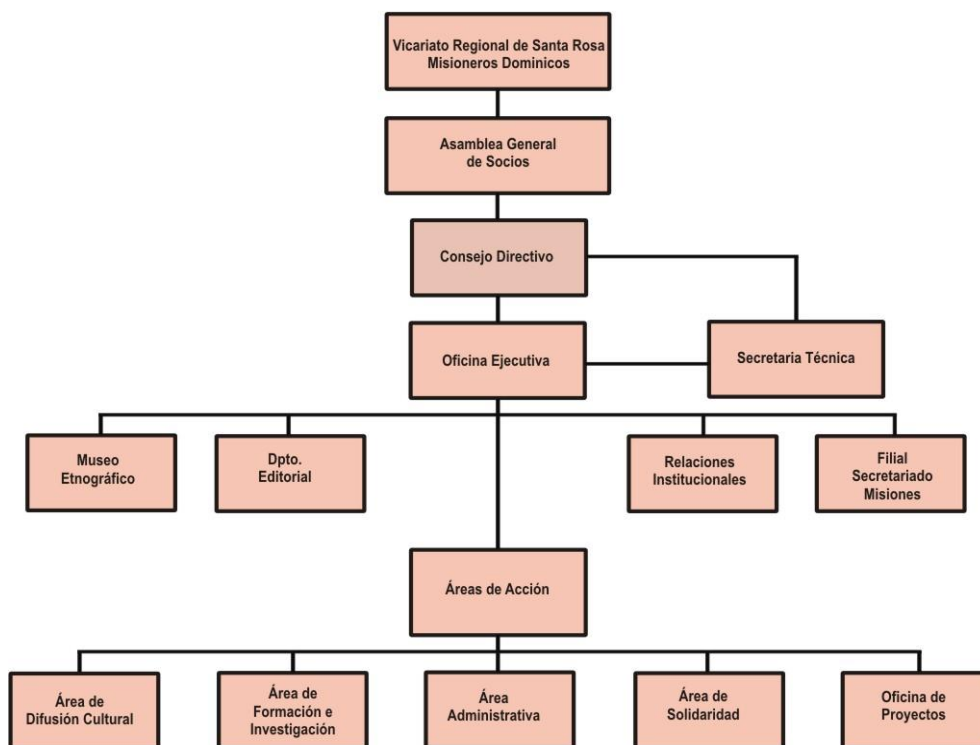 Vicariato Regional de Santa Rosa
Misioneros Dominicos
Asamblea General
de Socios
Consejo Directivo
Oficina Ejecutiva
Secretaria Técnica
Museo
Etnográfico
Dpto.
Editorial
Relaciones
Institucionales
Filial
Secretariado
Misiones
Áreas de Acción
Área de
Difusión Cultural
Área de
Formación e
Investigación
Área
Administrativa
Área de
Solidaridad
Oficina de
Proyectos